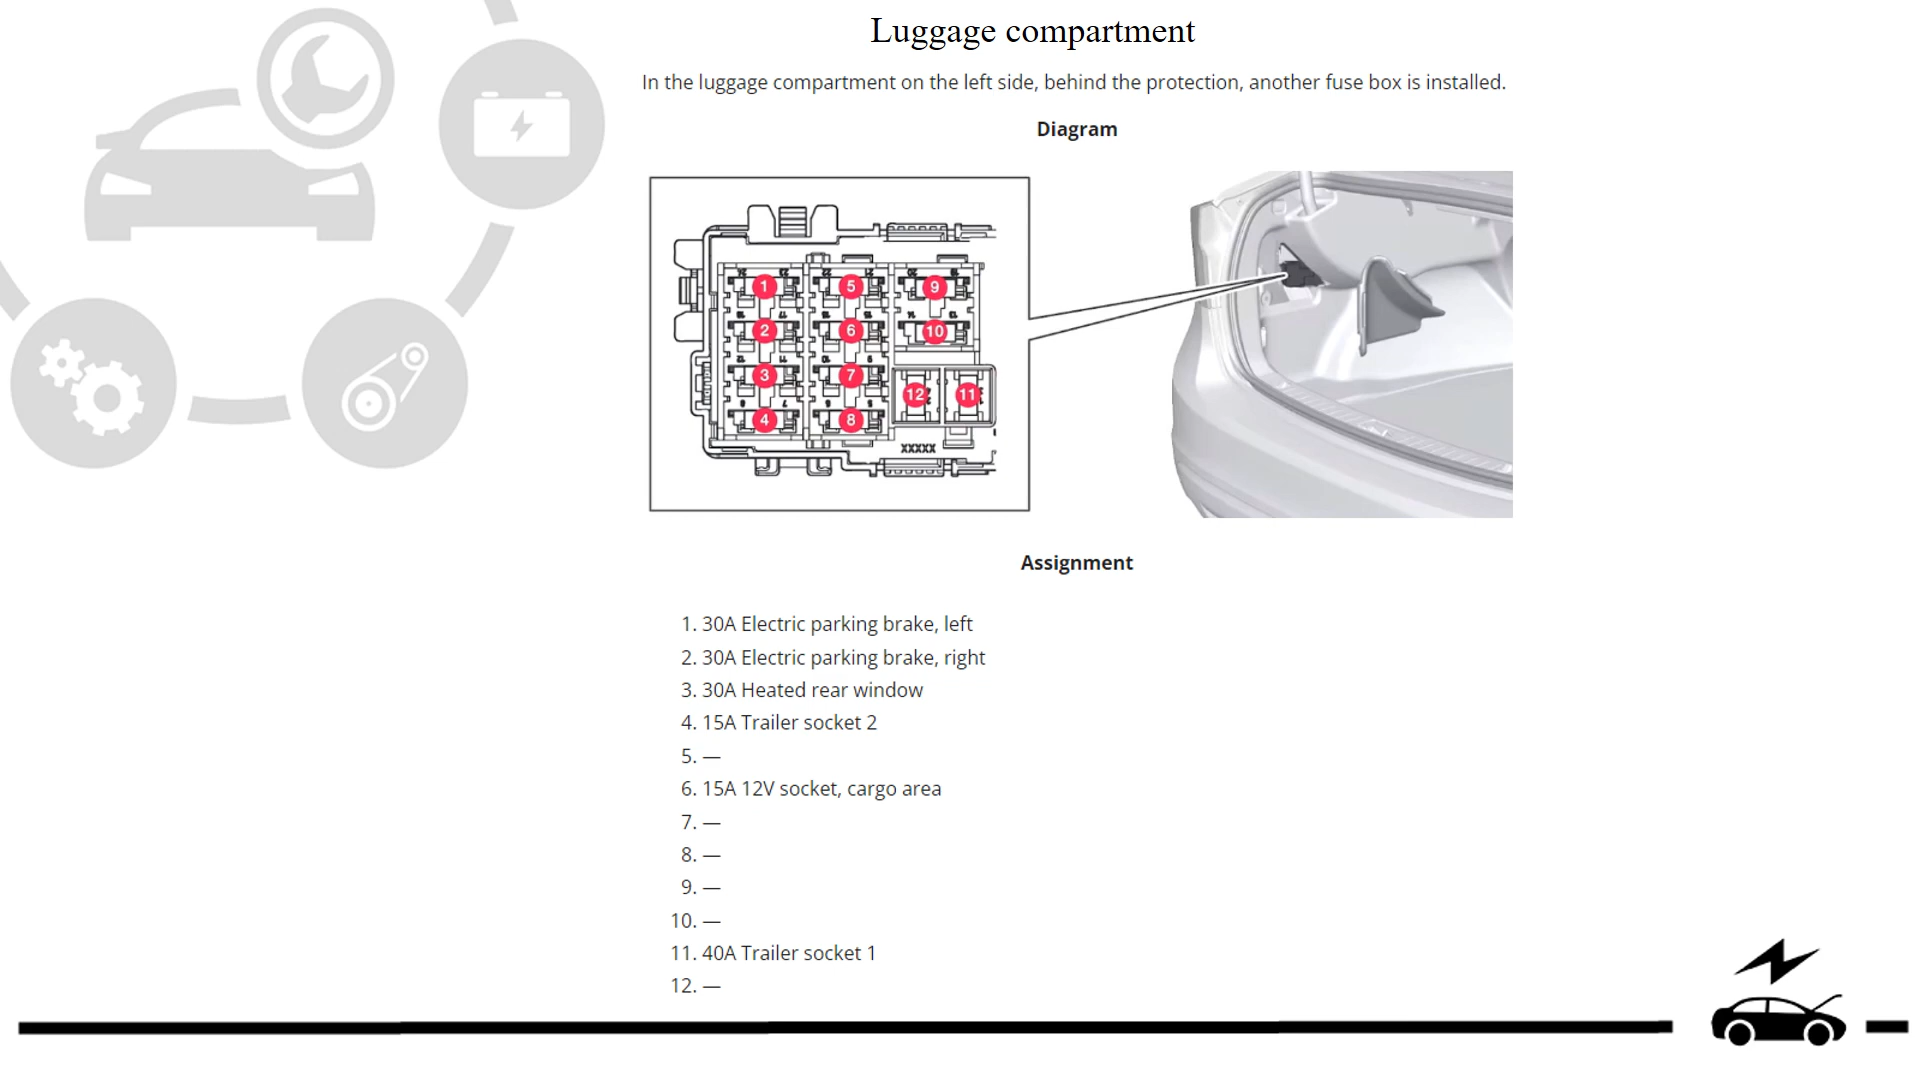 Luggage compartment
In the luggage compartment on the left side, behind the protection, another fuse box is installed.
Diagram
1 5 9
2 6 10
3 7
12 11
4 8
XXXXX
Assignment
1. 30A Electric parking brake, left
2. 30A Electric parking brake, right
3. 30A Heated rear window
4. 15A Trailer socket 2
5. —
6. 15A 12V socket, cargo area
7. —
8. —
9. —
10. —
11. 40A Trailer socket 1
12. —